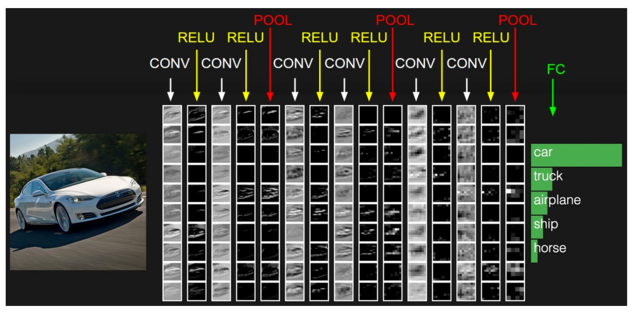 POOL POOL POOL
RELU RELU RELU RELU RELU RELU
CONV CONV CONV CONV CONV CONV
FC
car
truck
airplane
ship
horse